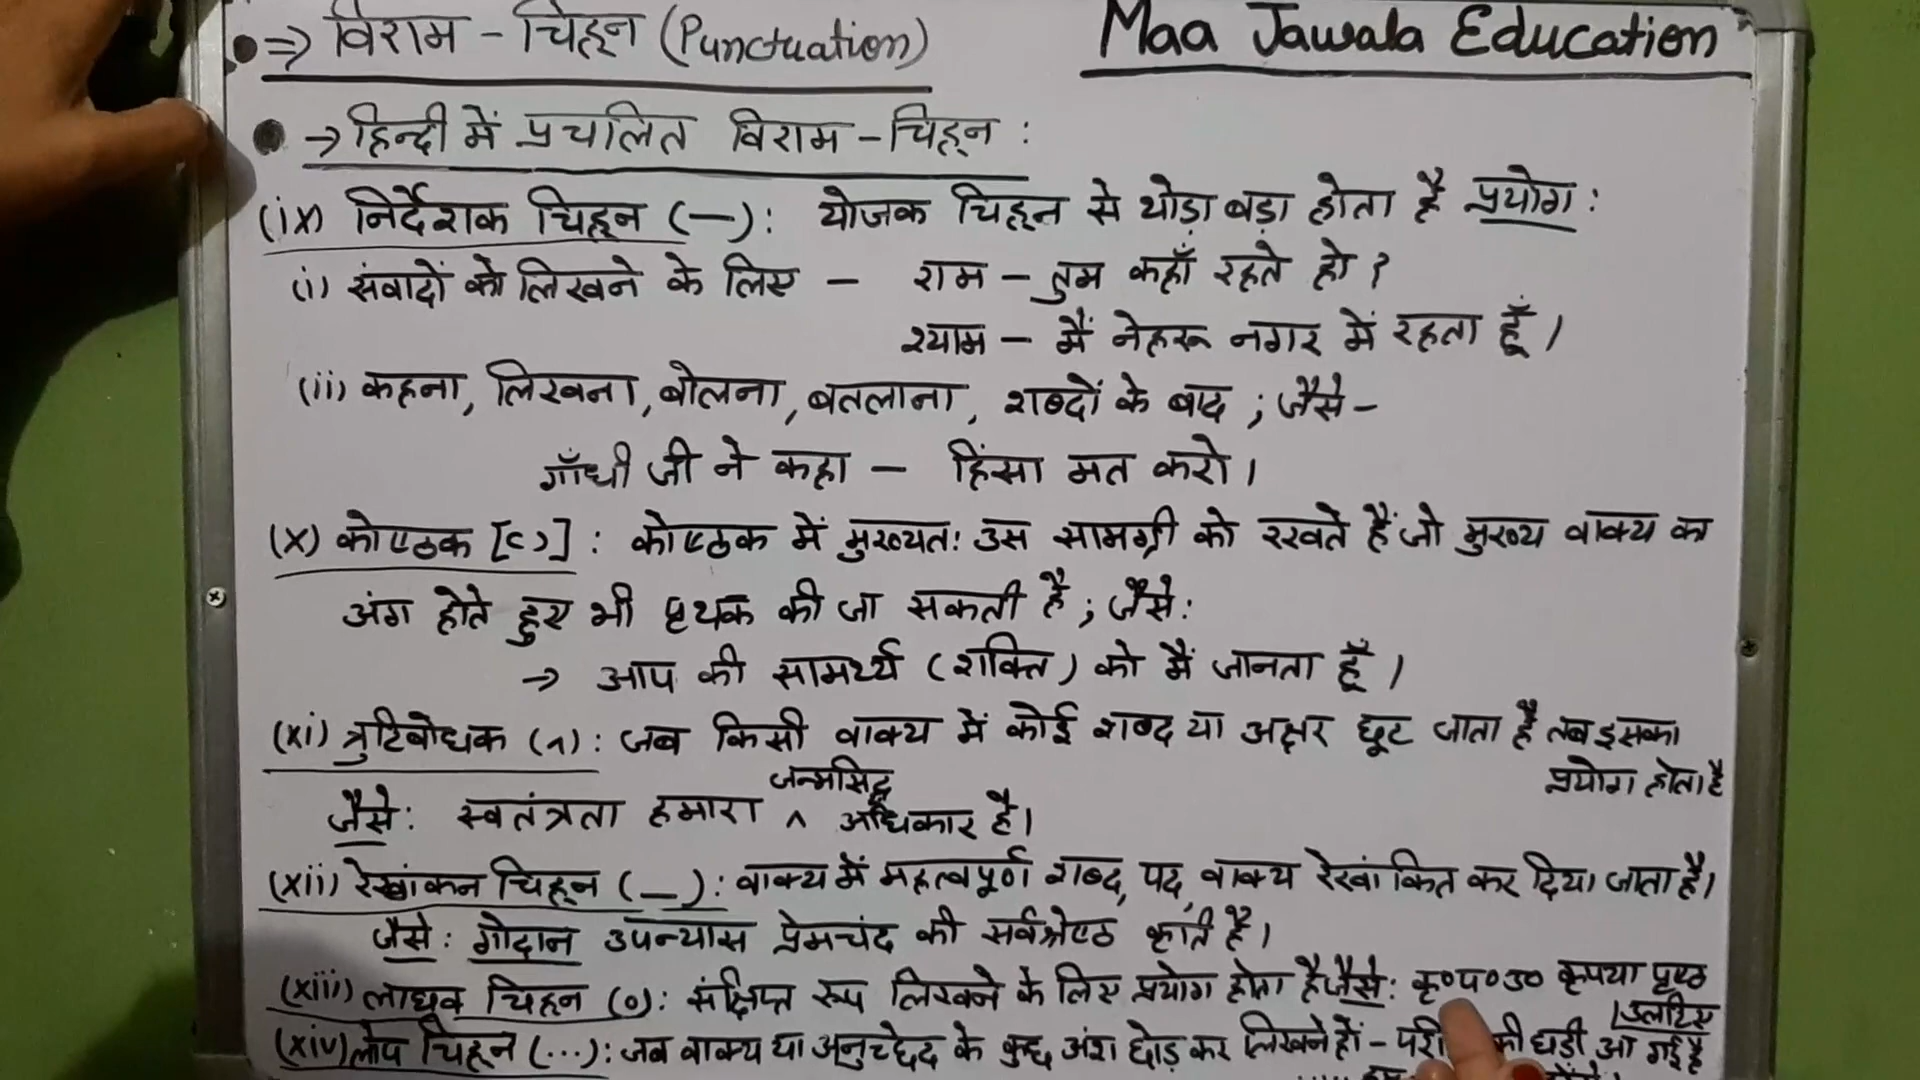 ⇒ विराम - चिह्न (Punctuation)
Maa Jawala Education
→ हिन्दी में प्रचलित विराम - चिह्न :
(ix) निर्देशक चिह्न (—) : योजक चिह्न से थोड़ा बड़ा होता है प्रयोग :
(i) संवादों को लिखने के लिए - राम - तुम कहाँ रहते हो ?
श्याम - मैं नेहरू नगर में रहता हूँ ।
(ii) कहना, लिखना, बोलना, बतलाना, शब्दों के बाद ; जैसे -
गाँधी जी ने कहा - हिंसा मत करो ।
(x) कोष्ठक [( )] : कोष्ठक में मुख्यतः उस सामग्री को रखते हैं जो मुख्य वाक्य का
अंग होते हुए भी पृथक की जा सकती है ; जैसे :
→ आप की सामर्थ्य (शक्ति) को मैं जानता हूँ ।
(xi) त्रुटिबोधक (^) : जब किसी वाक्य में कोई शब्द या अक्षर छूट जाता है तब इसका
प्रयोग होता है
जन्मसिद्ध
जैसे : स्वतंत्रता हमारा ^ अधिकार है ।
(xii) रेखांकन चिह्न (_) : वाक्य में महत्वपूर्ण शब्द, पद, वाक्य रेखांकित कर दिया जाता है ।
जैसे : गोदान उपन्यास प्रेमचंद की सर्वश्रेष्ठ कृति है ।
(xiii) लाघव चिह्न (०) : संक्षिप्त रूप लिखने के लिए प्रयोग होता है जैसे : कृ०प०उ० कृपया पृष्ठ
उलटिए
(xiv) लोप चिह्न (...) : जब वाक्य या अनुच्छेद के कुछ अंश छोड़ कर लिखने हों - की घड़ी आ गई है